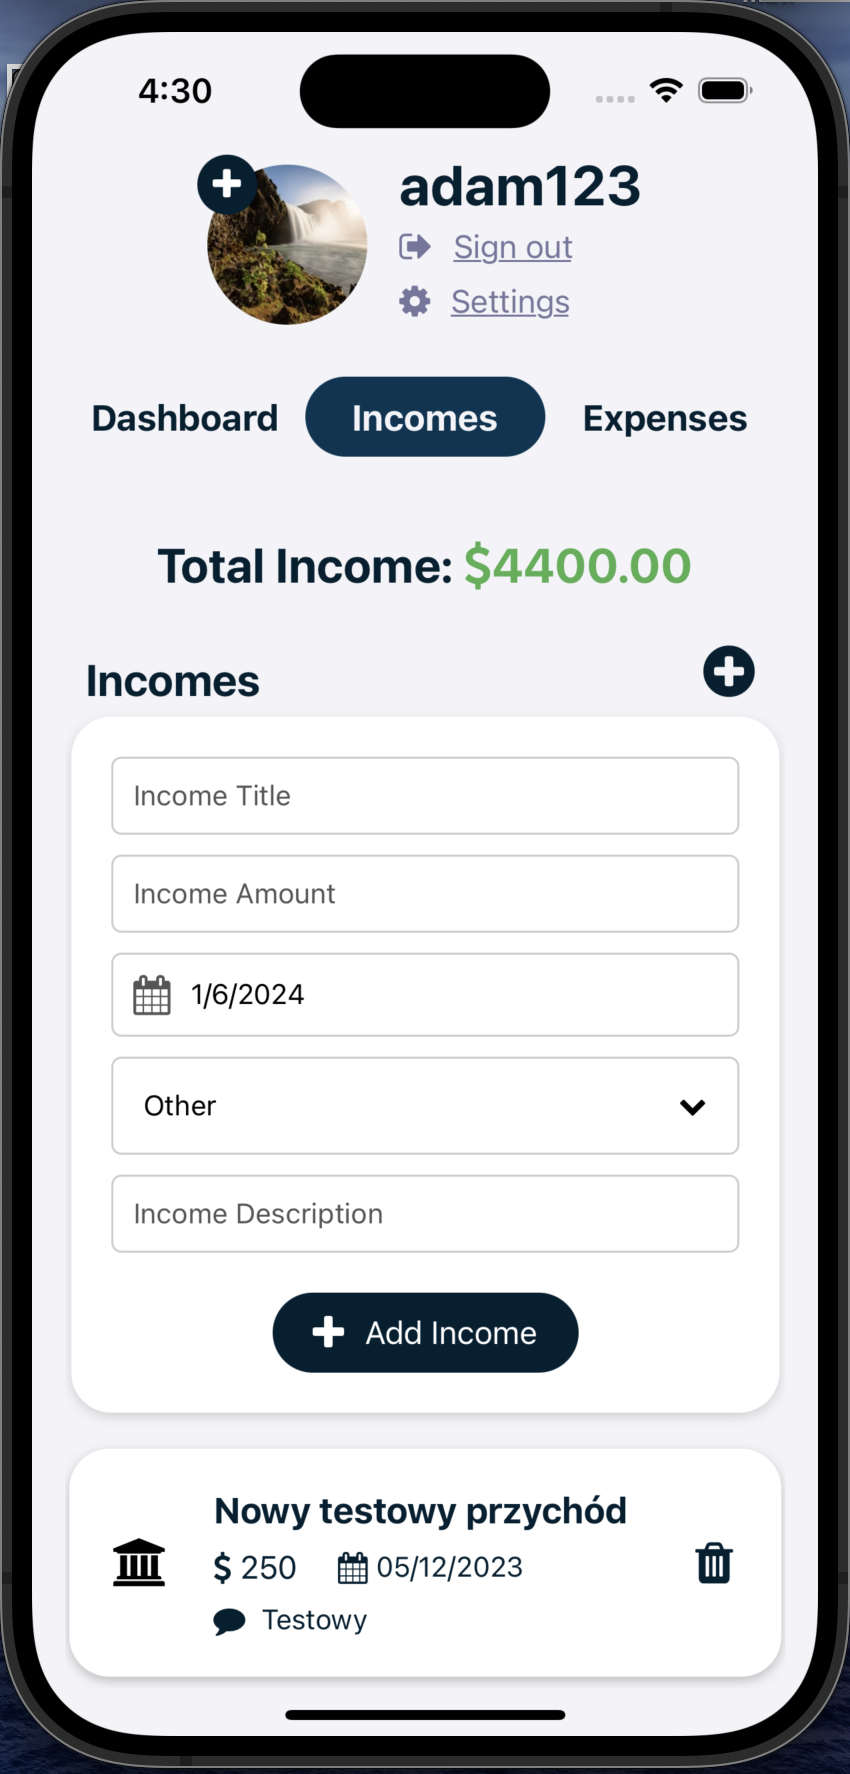 4:30
adam123
Sign out
Settings
Dashboard Incomes Expenses
Total Income: $4400.00
Incomes
Income Title
Income Amount
1/6/2024
Other
Income Description
Add Income
Nowy testowy przychód
$ 250 05/12/2023
Testowy